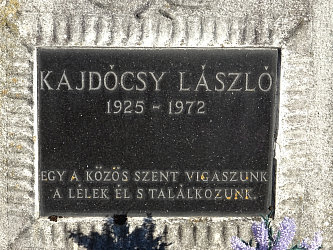 KAJDÓCSY LÁSZLÓ
1925 - 1972
EGY A KÖZÖS SZENT VIGASZUNK
A LÉLEK ÉL S TALÁLKOZUNK.